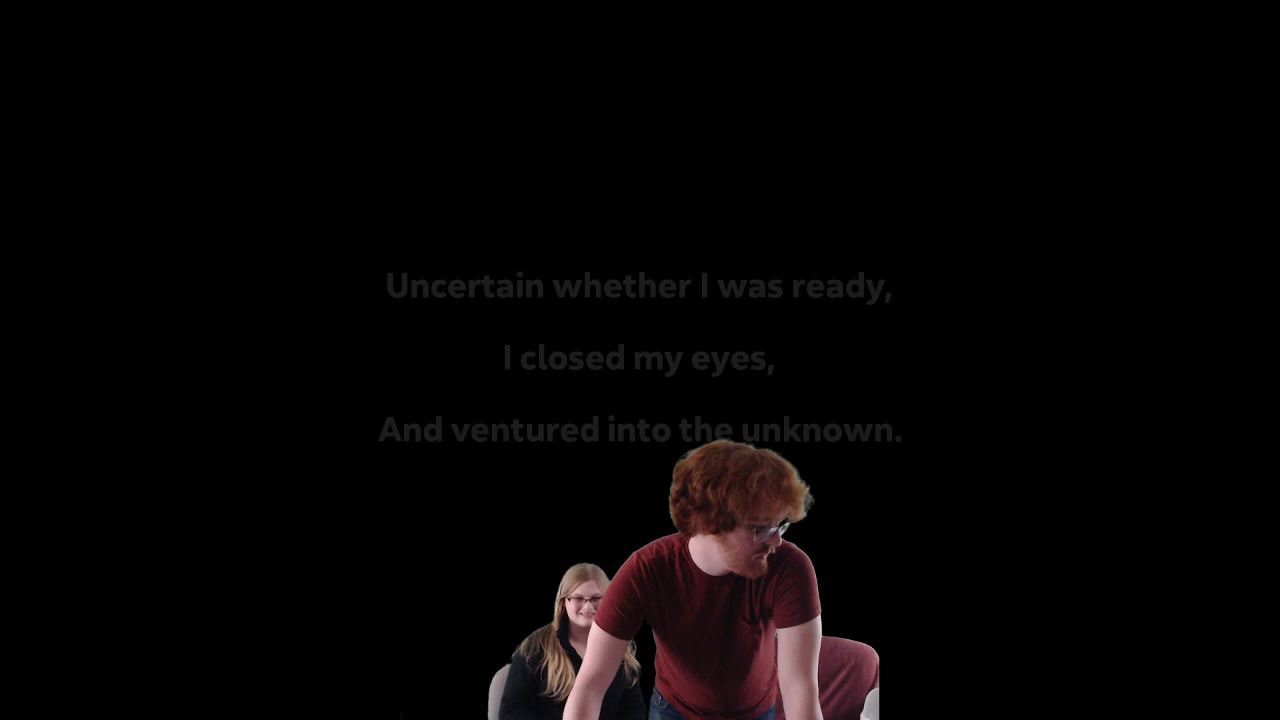 Uncertain whether I was ready,
I closed my eyes,
And ventured into the unknown.